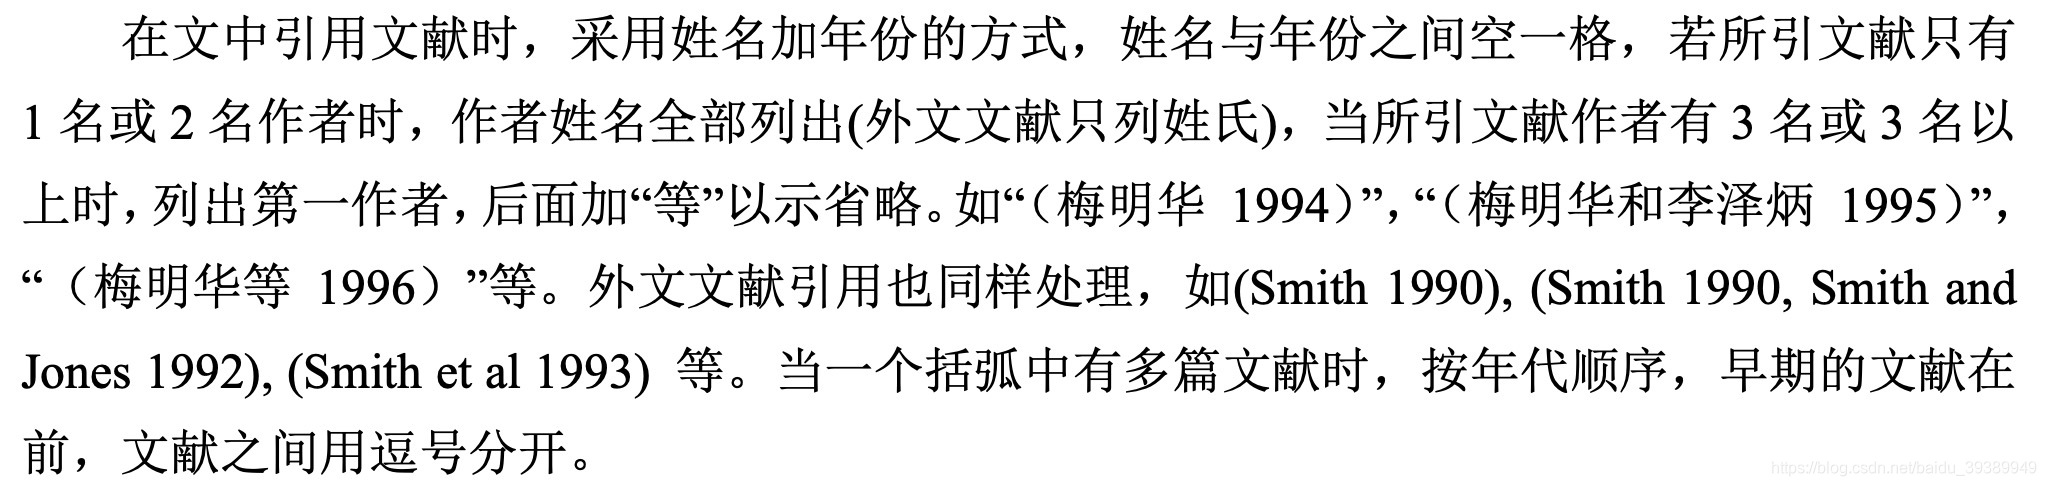 在文中引用文献时，采用姓名加年份的方式，姓名与年份之间空一格，若所引文献只有
1 名或 2 名作者时，作者姓名全部列出(外文文献只列姓氏)，当所引文献作者有 3 名或 3 名以
上时，列出第一作者，后面加“等”以示省略。如“（梅明华 1994）”，“（梅明华和李泽炳 1995）”，
“（梅明华等 1996）”等。外文文献引用也同样处理，如(Smith 1990), (Smith 1990, Smith and
Jones 1992), (Smith et al 1993) 等。当一个括弧中有多篇文献时，按年代顺序，早期的文献在
前，文献之间用逗号分开。
https://blog.csdn.net/baidu_39389949